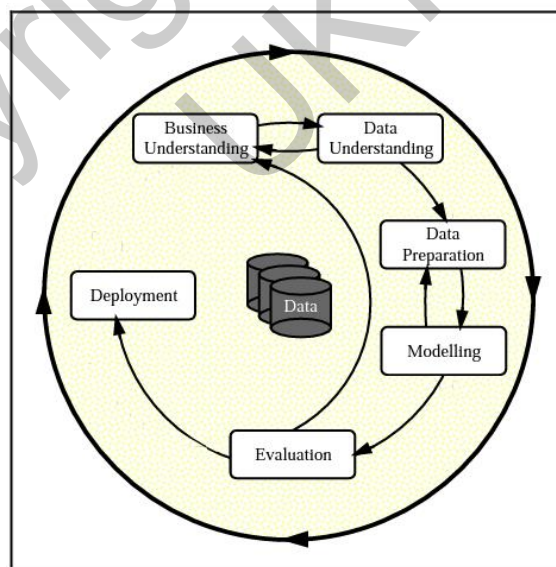 Business
Understanding
Data
Understanding
Data
Preparation
Deployment
Data
Modelling
Evaluation